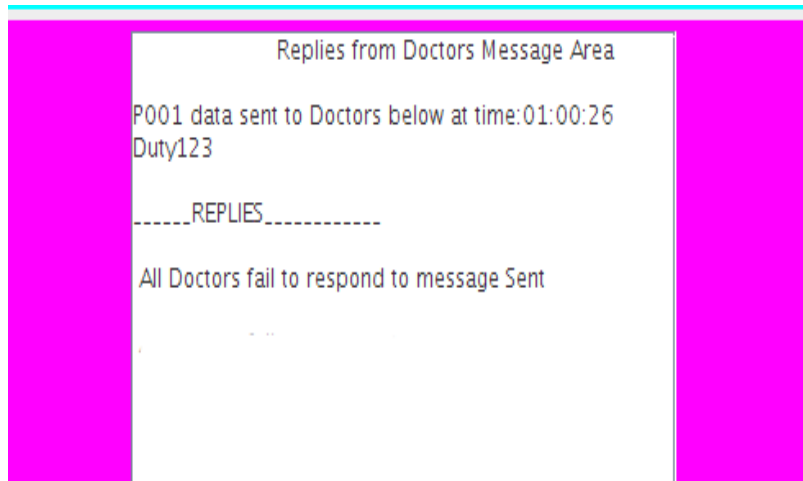 Replies from Doctors Message Area
P001 data sent to Doctors below at time:01:00:26
Duty123
______REPLIES____________
All Doctors fail to respond to message Sent